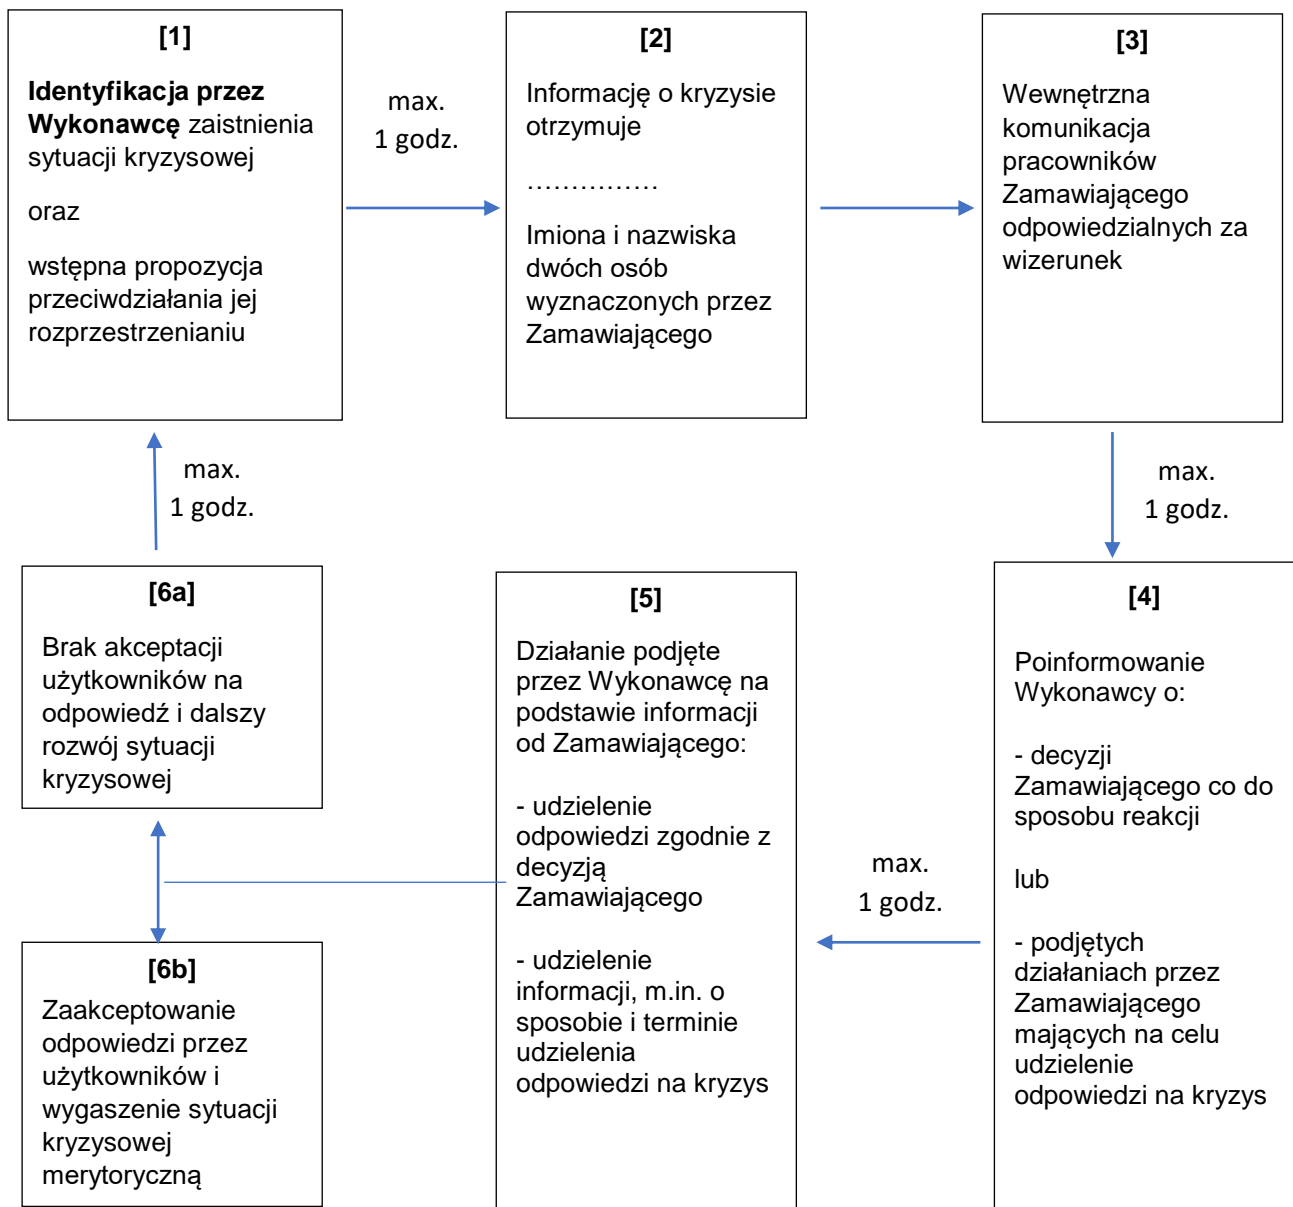 [1]
Identyfikacja przez
Wykonawcę zaistnienia
sytuacji kryzysowej
oraz
wstępna propozycja
przeciwdziałania jej
rozprzestrzenianiu
max.
1 godz.
[2]
Informację o kryzysie
otrzymuje
……………
Imiona i nazwiska
dwóch osób
wyznaczonych przez
Zamawiającego
[3]
Wewnętrzna
komunikacja
pracowników
Zamawiającego
odpowiedzialnych za
wizerunek
max.
1 godz.
[4]
Poinformowanie
Wykonawcy o:
- decyzji
Zamawiającego co do
sposobu reakcji
lub
- podjętych
działaniach przez
Zamawiającego
mających na celu
udzielenie
odpowiedzi na kryzys
max.
1 godz.
[5]
Działanie podjęte
przez Wykonawcę na
podstawie informacji
od Zamawiającego:
- udzielenie
odpowiedzi zgodnie z
decyzją
Zamawiającego
- udzielenie
informacji, m.in. o
sposobie i terminie
udzielenia
odpowiedzi na kryzys
max.
1 godz.
[6a]
Brak akceptacji
użytkowników na
odpowiedź i dalszy
rozwój sytuacji
kryzysowej
[6b]
Zaakceptowanie
odpowiedzi przez
użytkowników i
wygaszenie sytuacji
kryzysowej
merytoryczną